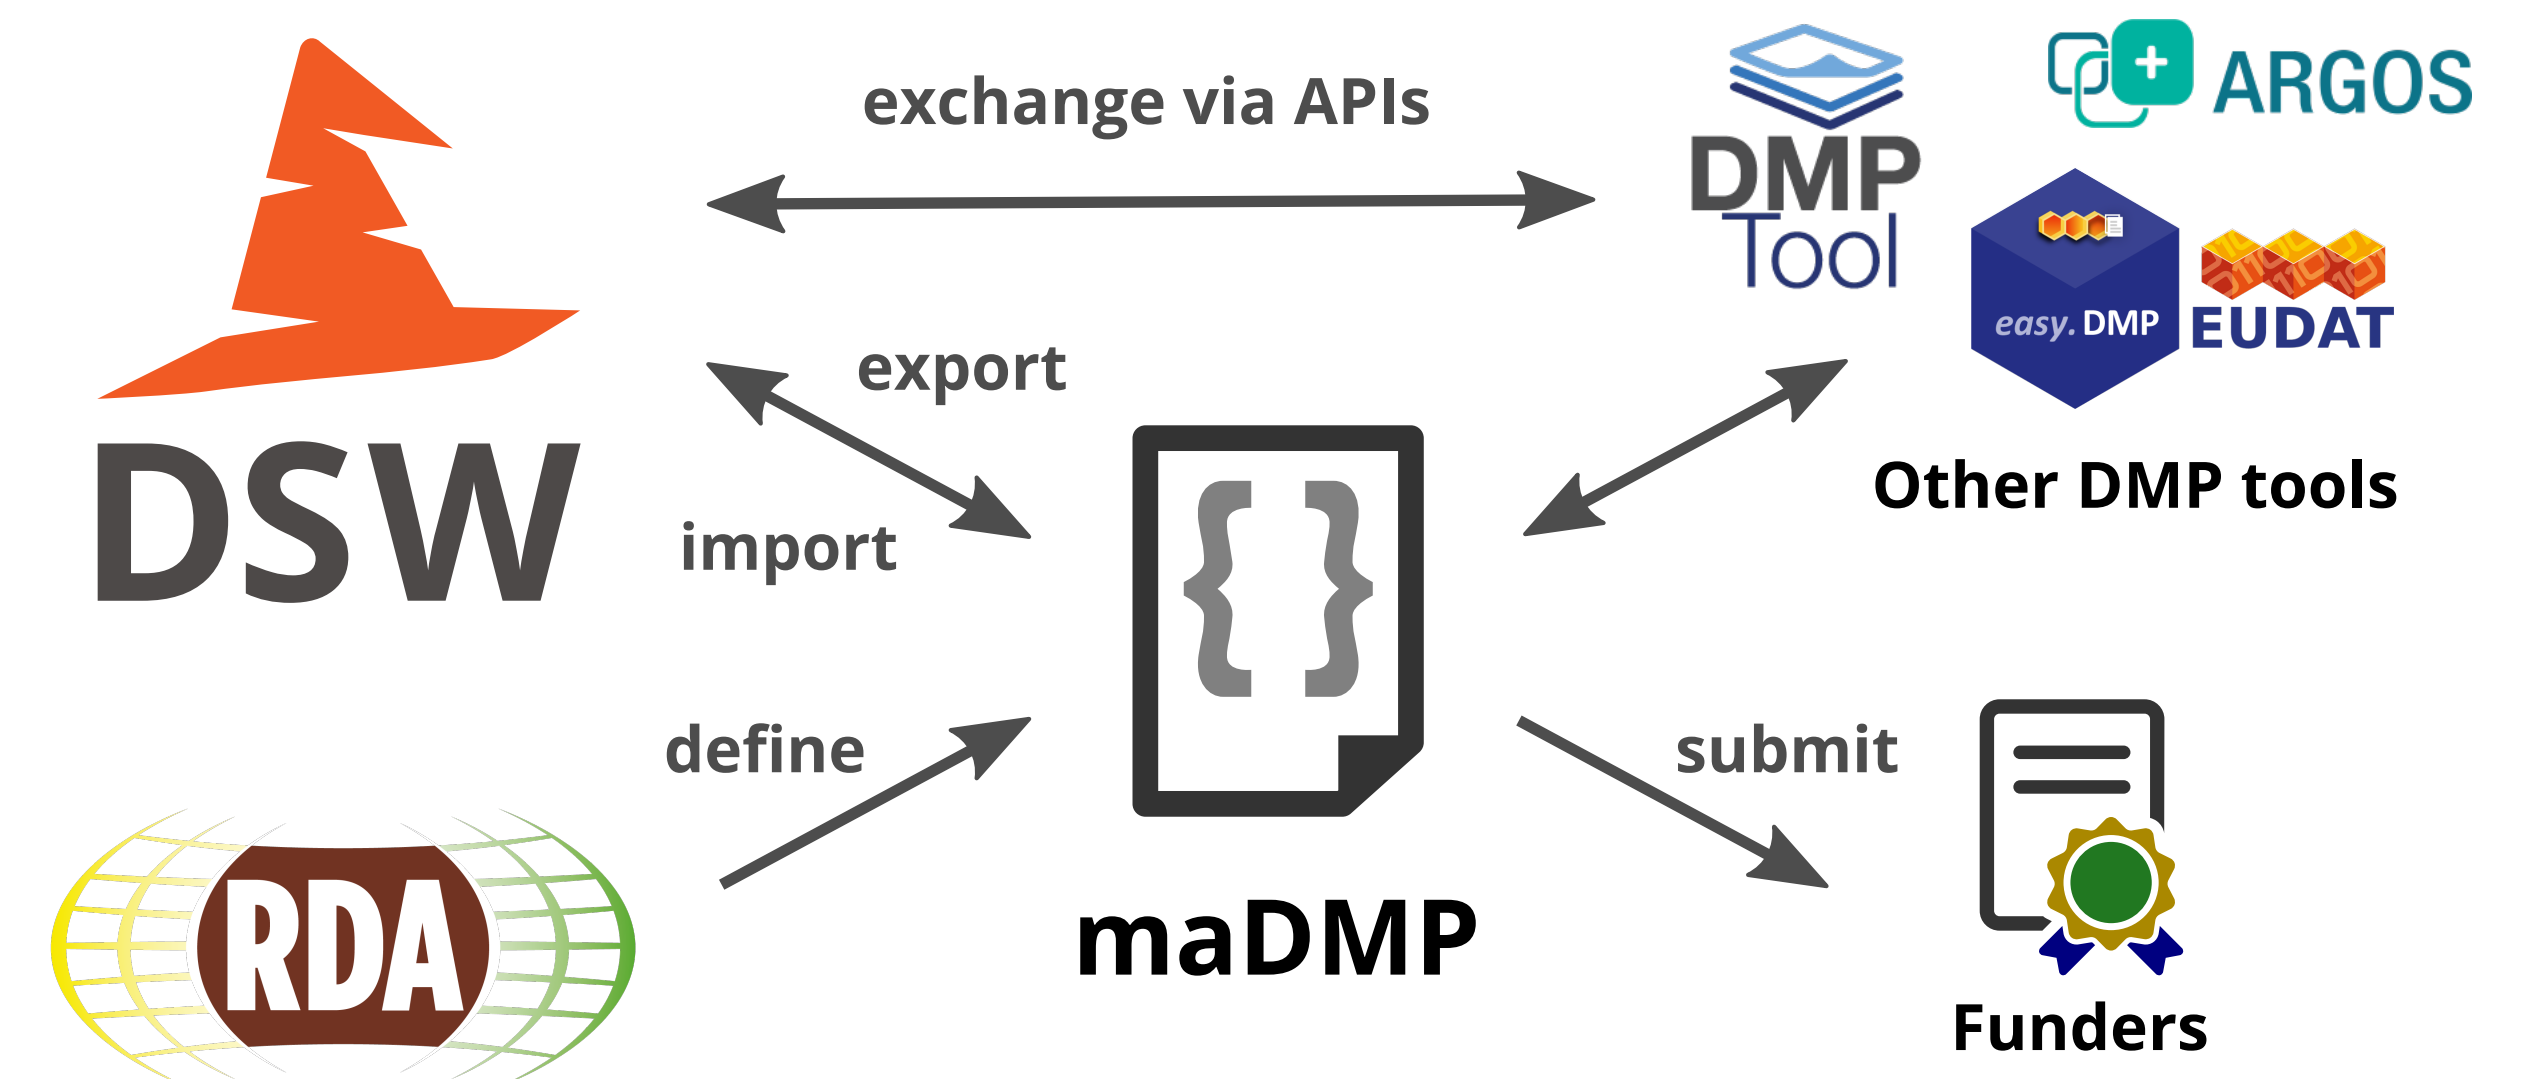 exchange via APIs
DMP
Tool
ARGOS
easy.DMP
EUDAT
Other DMP tools
DSW
export
import
{ }
define
submit
RDA
maDMP
Funders